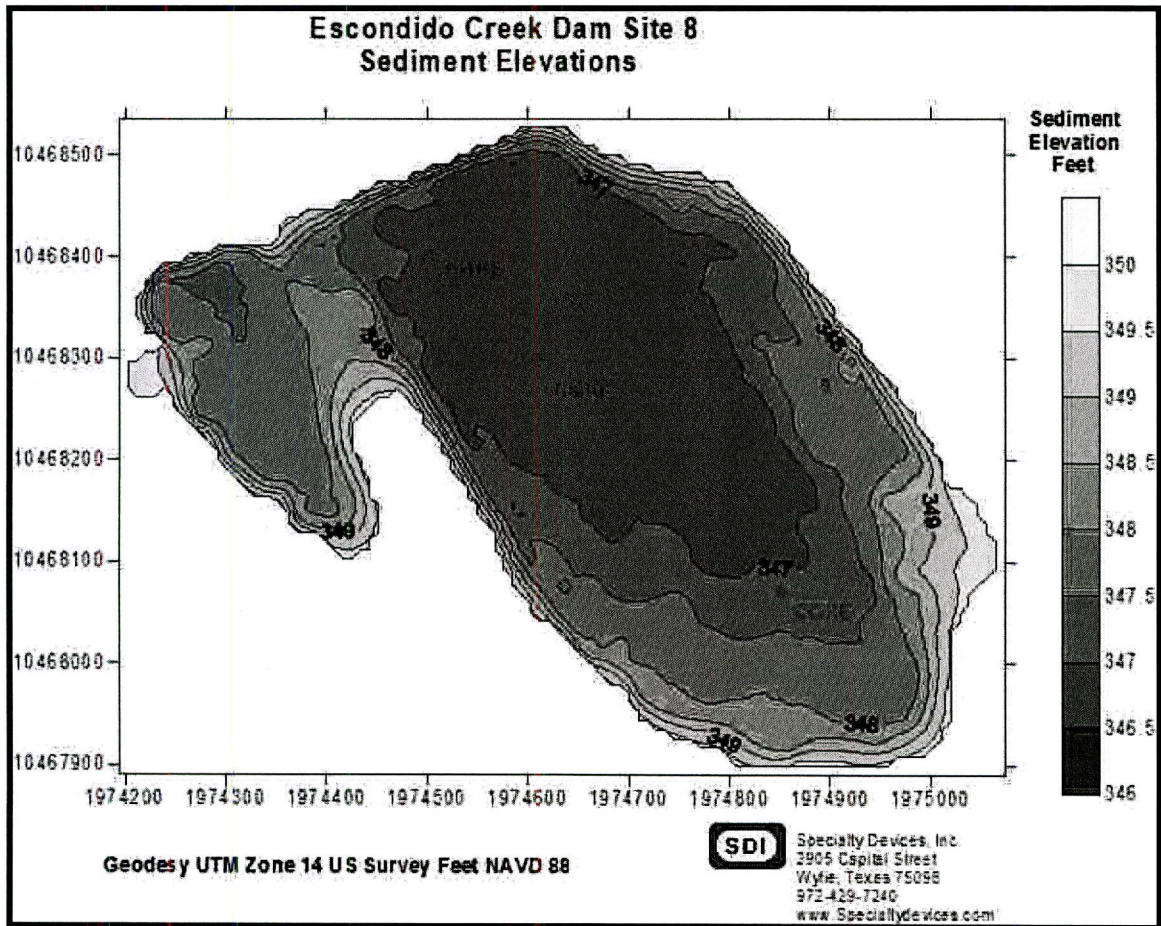 Escondido Creek Dam Site 8
Sediment Elevations
Sediment
Elevation
Feet
10468500
10468400
10468300
10468200
10468100
10468000
10467900
1974200 1974300 1974400 1974500 1974600 1974700 1974800 1974900 1975000
347
348
348
349
349
347
CORE
348
349
350
349.5
349
348.5
348
347.5
347
346.5
346
Geodesy UTM Zone 14 US Survey Feet NAVD 88
SDI
Specialty Devices, Inc.
2905 Capital Street
Wylie, Texas 75098
972-429-7240
www.Specialtydevices.com